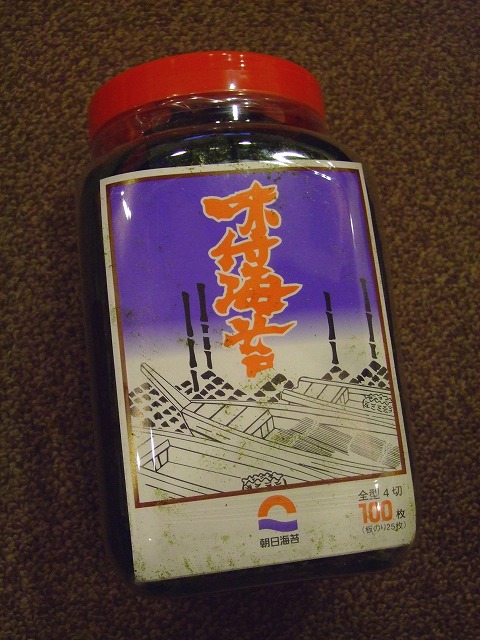 味付海苔
全型4切
100枚
(板のり25枚)
朝日海苔